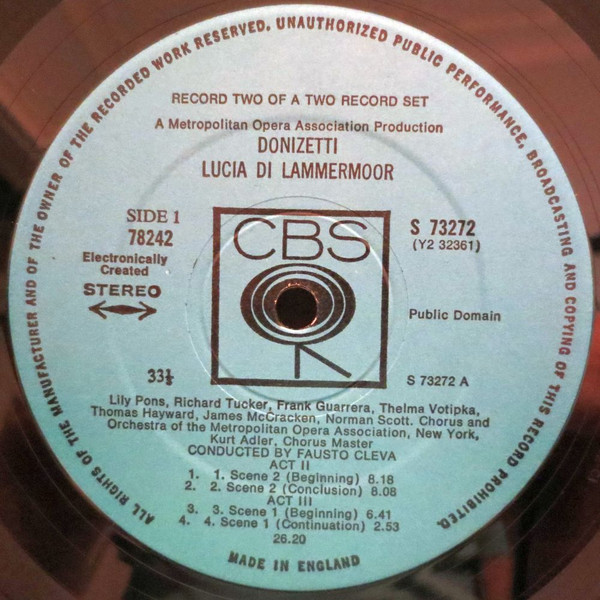 ALL RIGHTS OF THE MANUFACTURER AND OF THE OWNER OF THE RECORDED WORK RESERVED. UNAUTHORIZED PUBLIC PERFORMANCE, BROADCASTING AND COPYING OF THIS RECORD PROHIBITED.
RECORD TWO OF A TWO RECORD SET
A Metropolitan Opera Association Production
DONIZETTI
LUCIA DI LAMMERMOOR
SIDE 1
78242
Electronically
Created
STEREO
CBS
S 73272
(Y2 32361)
Public Domain
33⅓
S 73272 A
Lily Pons, Richard Tucker, Frank Guarrera, Thelma Votipka,
Thomas Hayward, James McCracken, Norman Scott. Chorus and
Orchestra of the Metropolitan Opera Association, New York,
Kurt Adler, Chorus Master
CONDUCTED BY FAUSTO CLEVA
ACT II
1. 1. Scene 2 (Beginning) 8.18
2. 2. Scene 2 (Conclusion) 8.08
ACT III
3. 3. Scene 1 (Beginning) 6.41
4. 4. Scene 1 (Continuation) 2.53
26.20
MADE IN ENGLAND